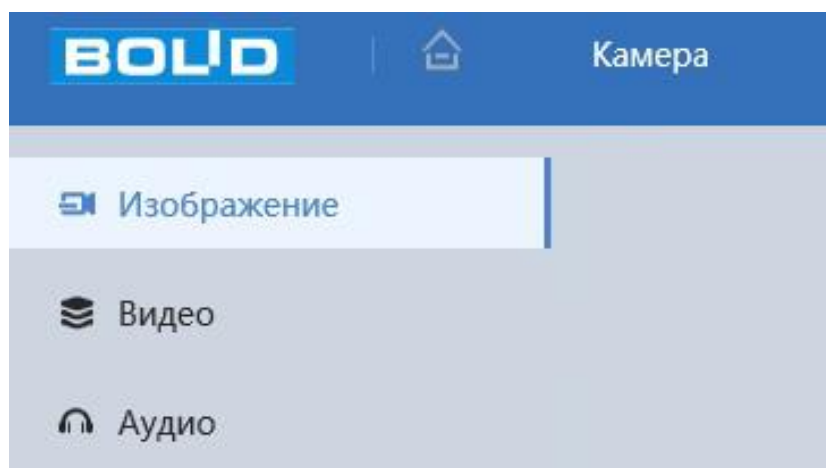 BOLID
Камера
Изображение
Видео
Аудио